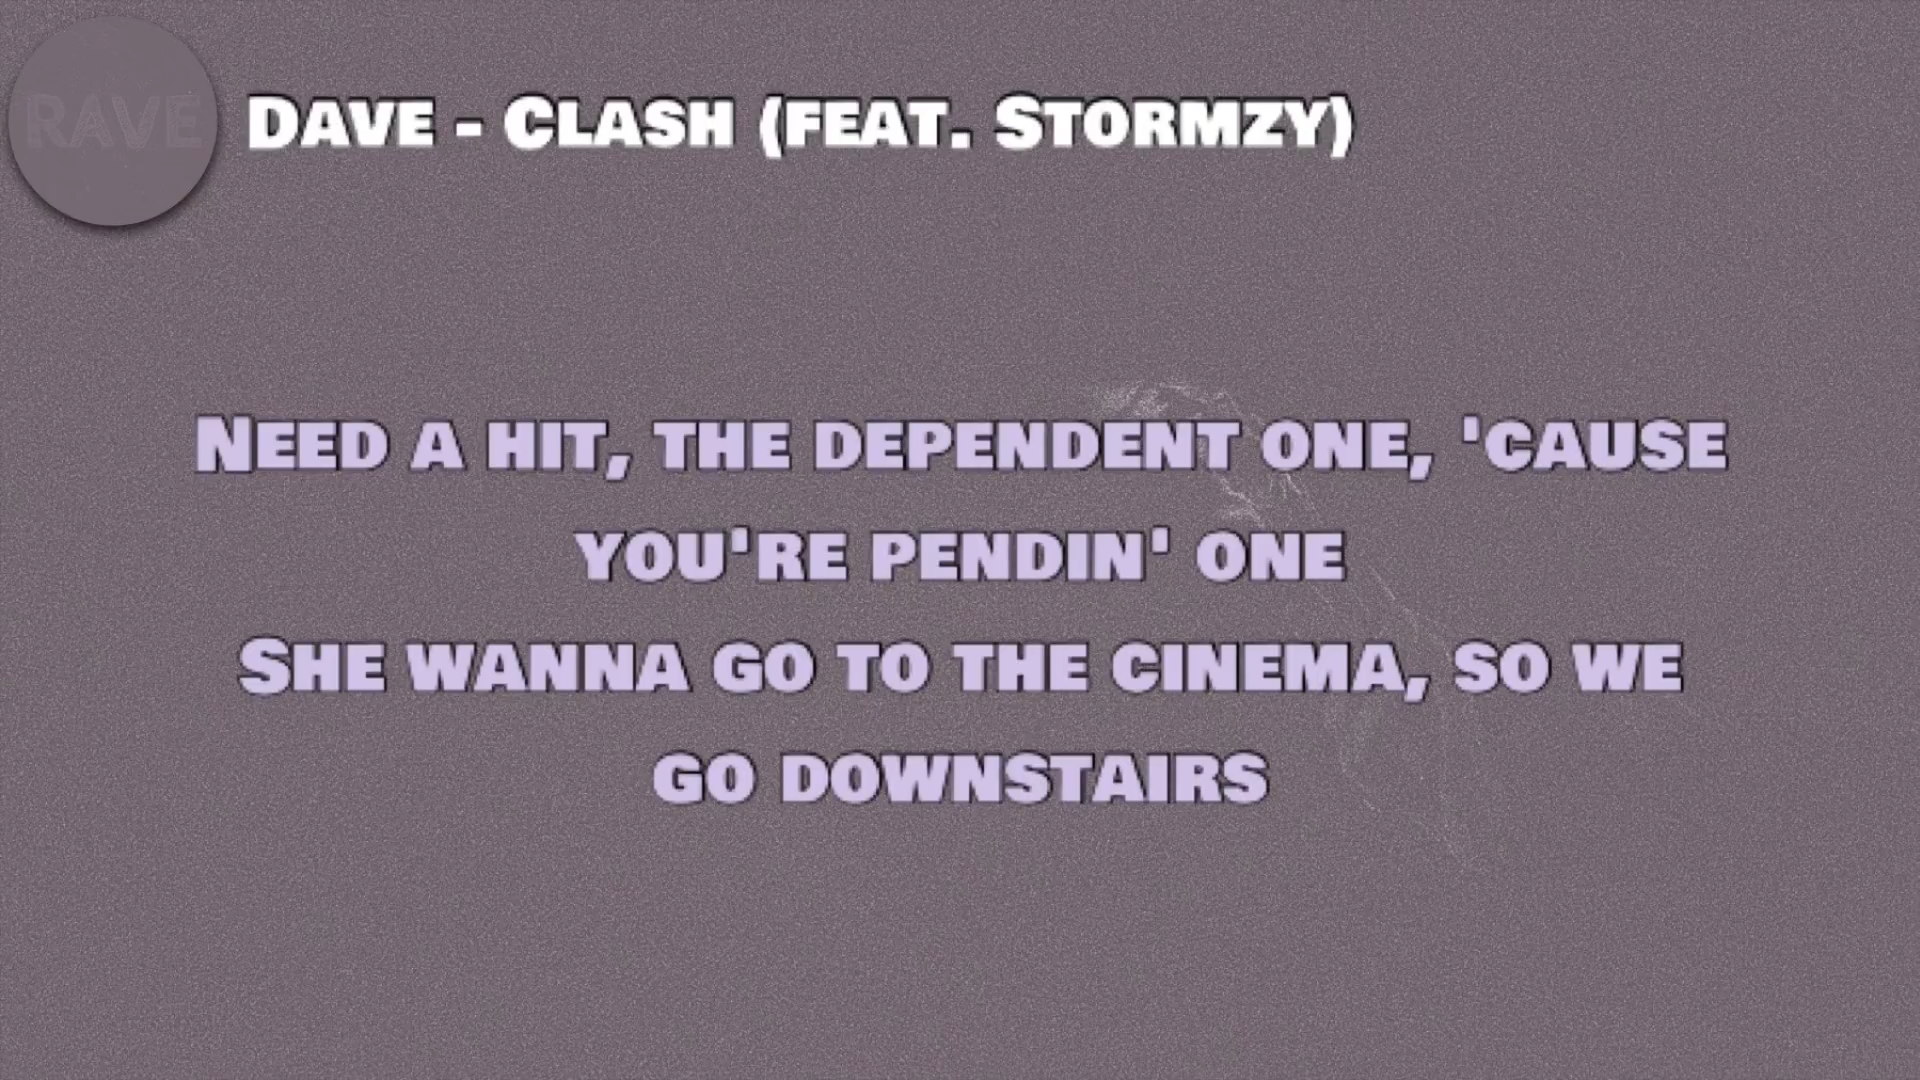 RAVE
Dave - Clash (feat. Stormzy)
Need a hit, the dependent one, 'cause
you're pendin' one
She wanna go to the cinema, so we
go downstairs